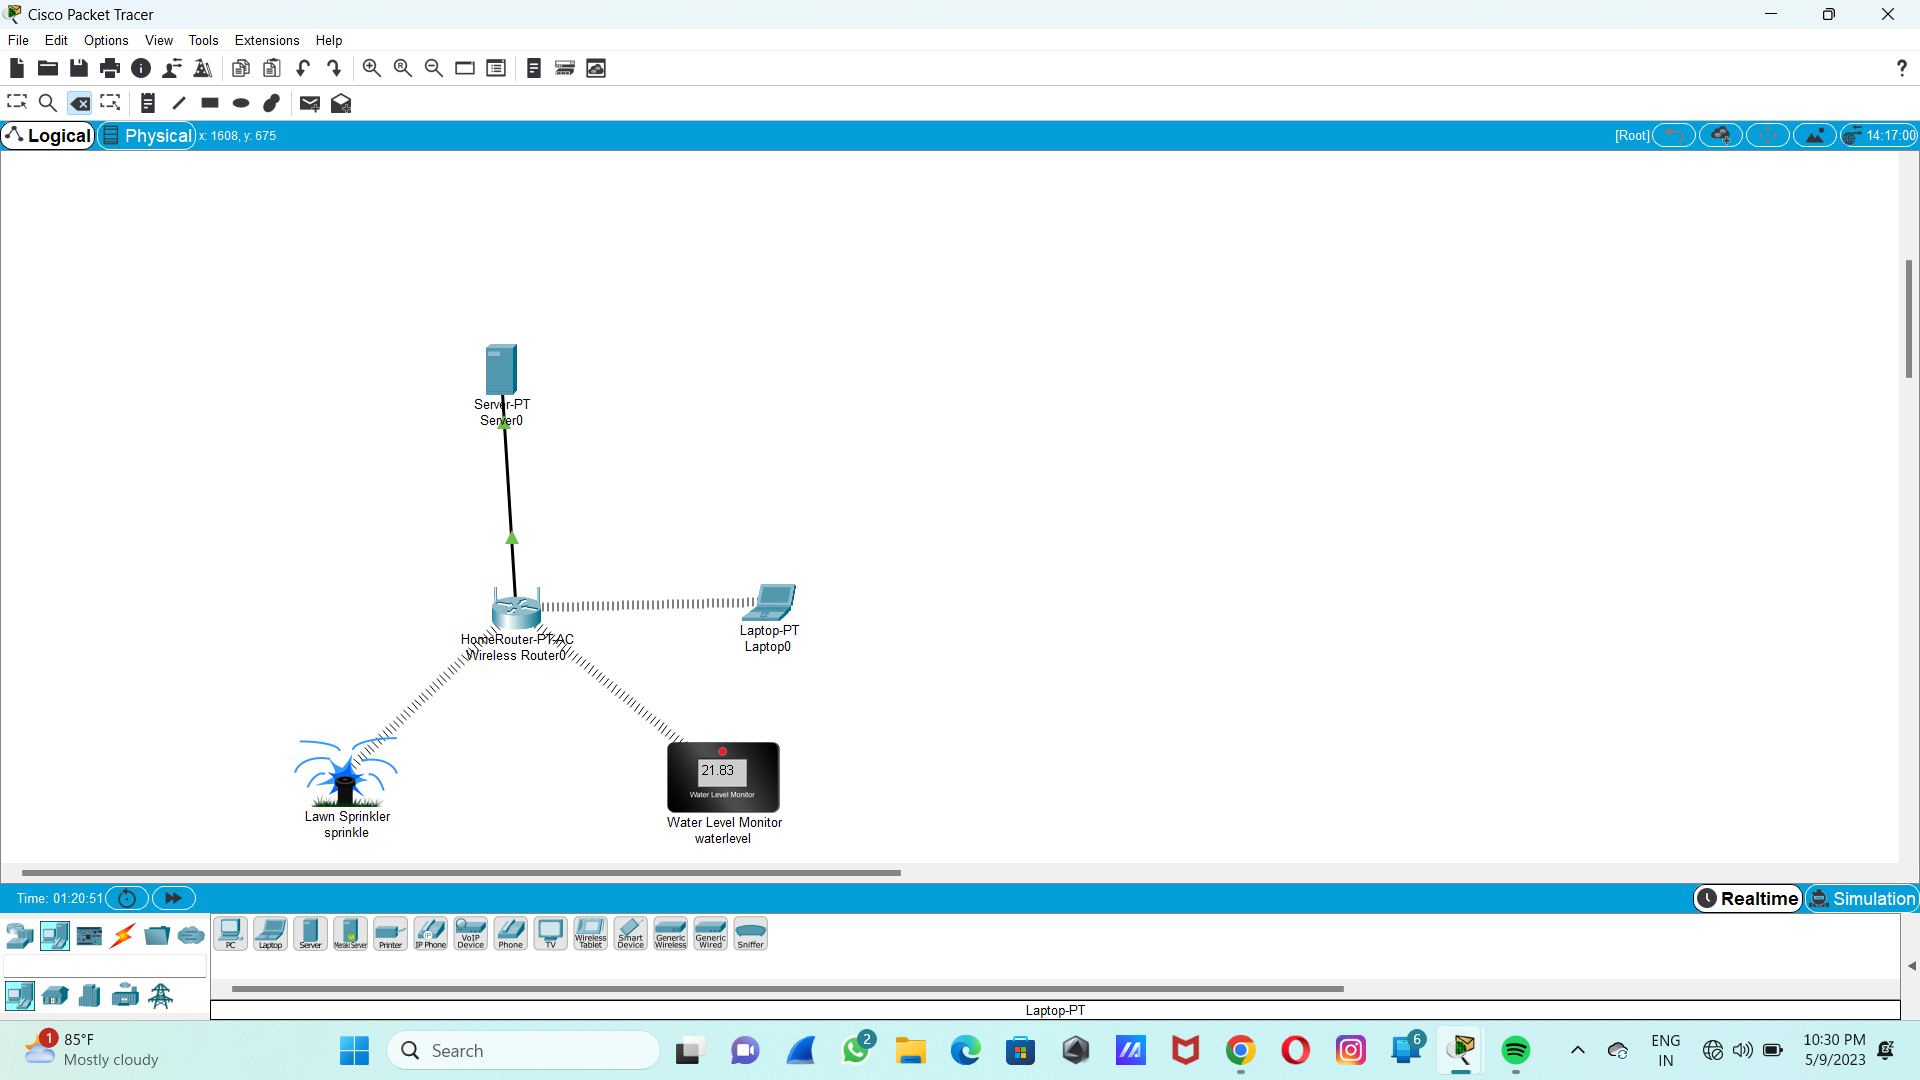 Cisco Packet Tracer
File Edit Options View Tools Extensions Help
?
Logical Physical x: 1608, y: 675 [Root] 14:17:00
Server-PT
Server0
HomeRouter-PT-AC
Wireless Router0
Laptop-PT
Laptop0
21.83
Water Level Monitor
Lawn Sprinkler
sprinkle
Water Level Monitor
waterlevel
Time: 01:20:51 Realtime Simulation
PC Laptop Server Meraki Server Printer IP Phone VoIP Device Phone TV Wireless Tablet Smart Device Generic Wireless Generic Wired Sniffer
Laptop-PT
1 85°F
Mostly cloudy
Search
2
6
ENG
IN
10:30 PM
5/9/2023